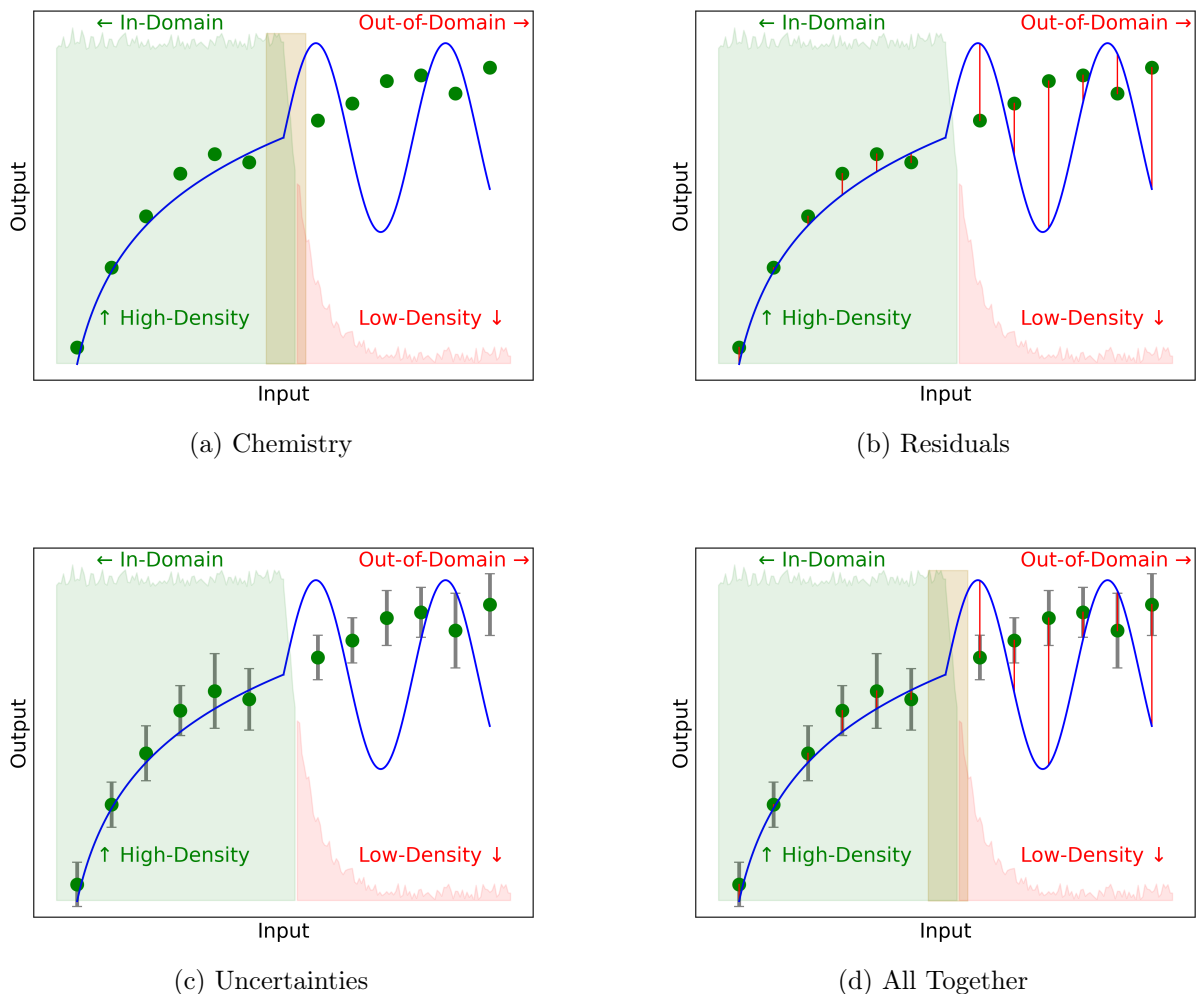 ← In-Domain
Out-of-Domain →
Output
↑ High-Density
Low-Density ↓
Input
(a) Chemistry
← In-Domain
Out-of-Domain →
Output
↑ High-Density
Low-Density ↓
Input
(b) Residuals
← In-Domain
Out-of-Domain →
Output
↑ High-Density
Low-Density ↓
Input
(c) Uncertainties
← In-Domain
Out-of-Domain →
Output
↑ High-Density
Low-Density ↓
Input
(d) All Together